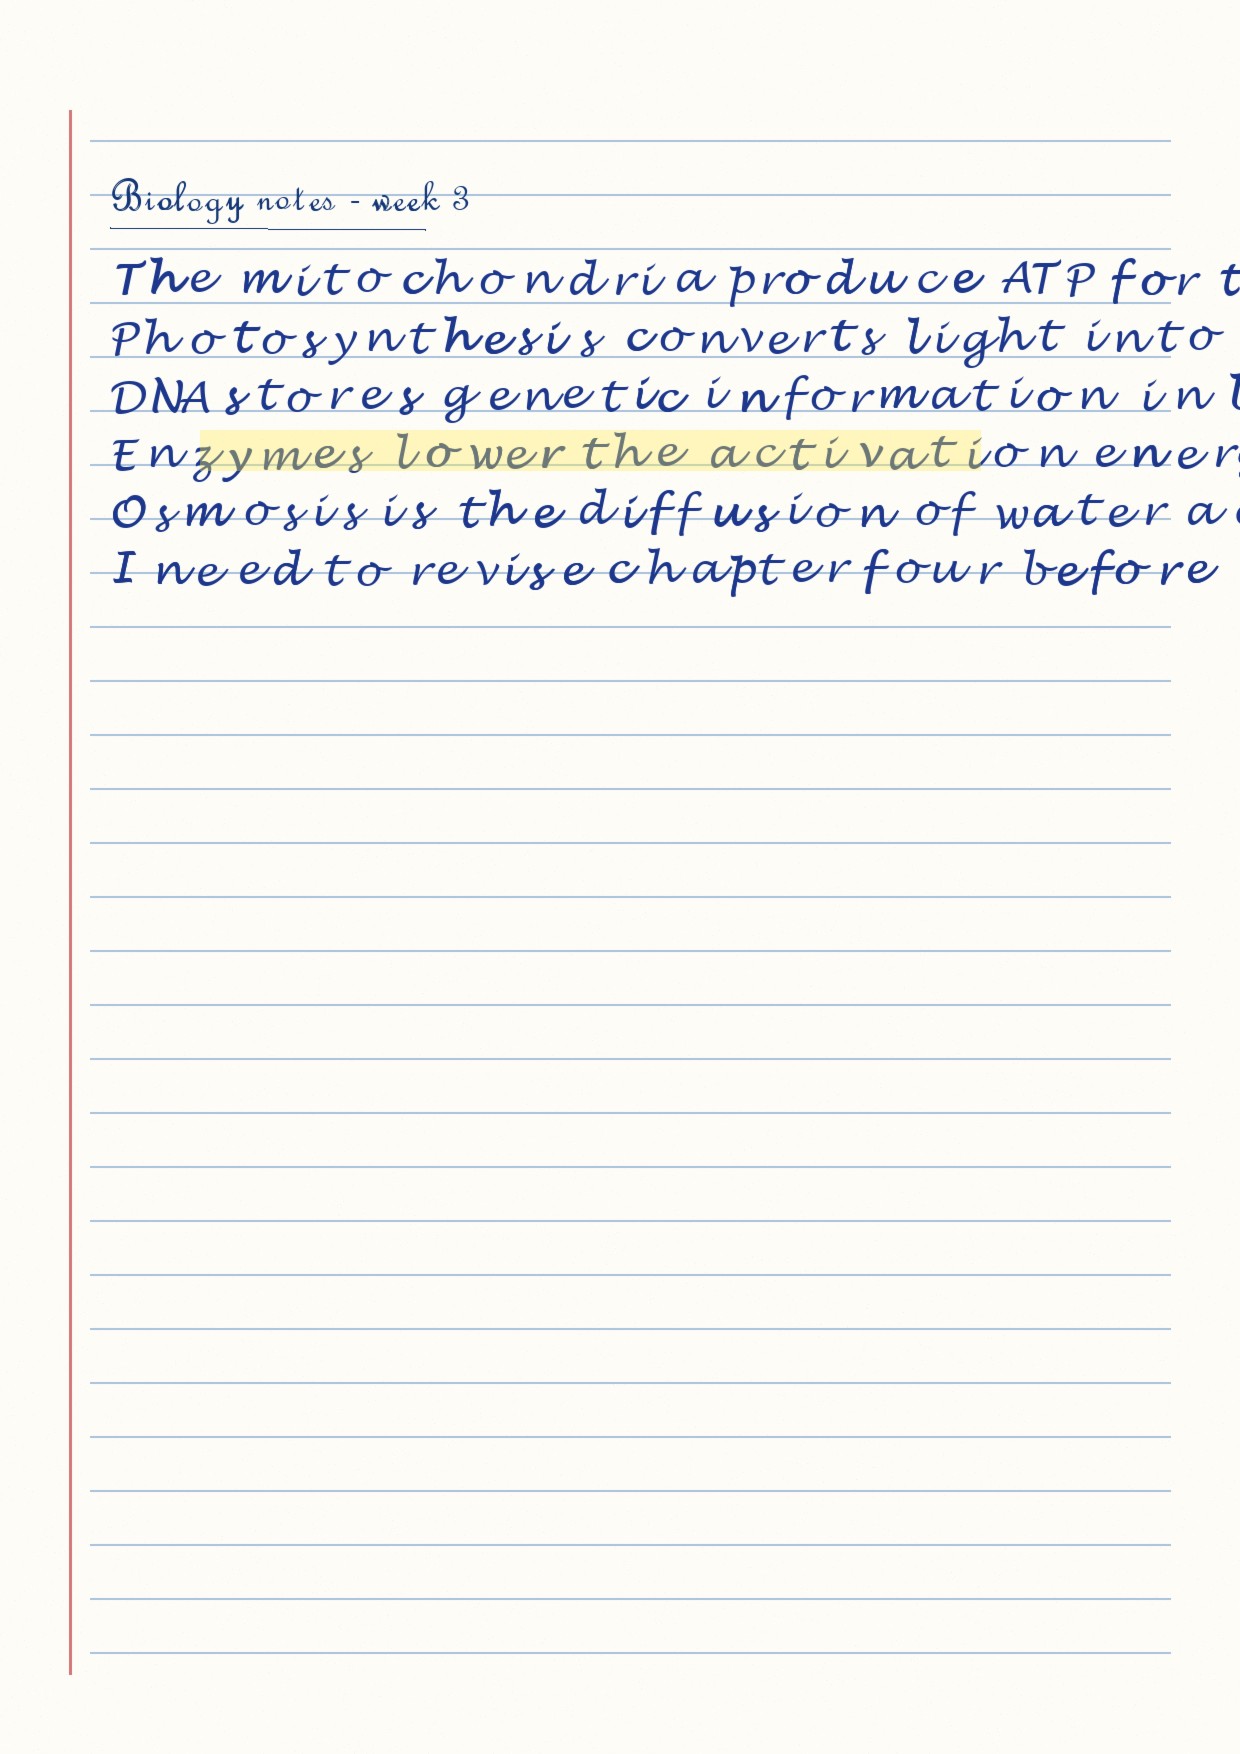 Biology notes - week 3
The mitochondria produce ATP for
Photosynthesis converts light into
DNA stores genetic information in
Enzymes lower the activation
Osmosis is the diffusion of water
I need to revise chapter four before